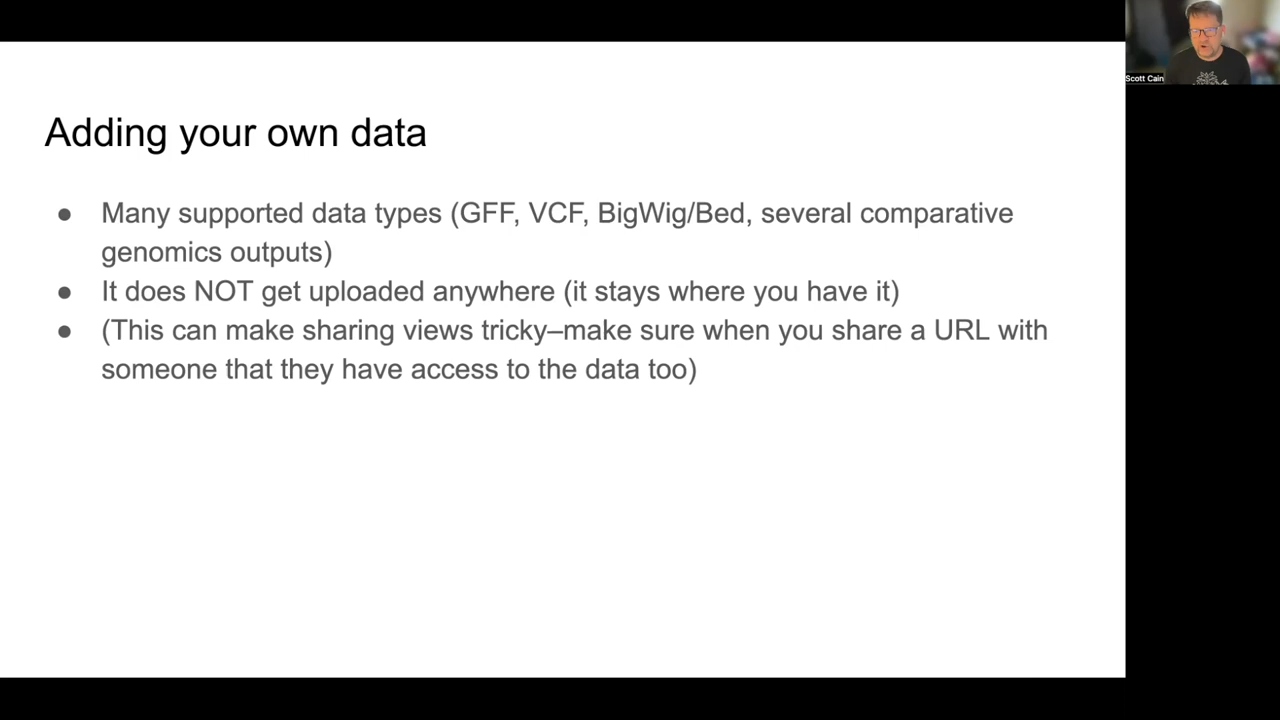 Adding your own data
● Many supported data types (GFF, VCF, BigWig/Bed, several comparative
genomics outputs)
● It does NOT get uploaded anywhere (it stays where you have it)
● (This can make sharing views tricky–make sure when you share a URL with
someone that they have access to the data too)
Scott Cain